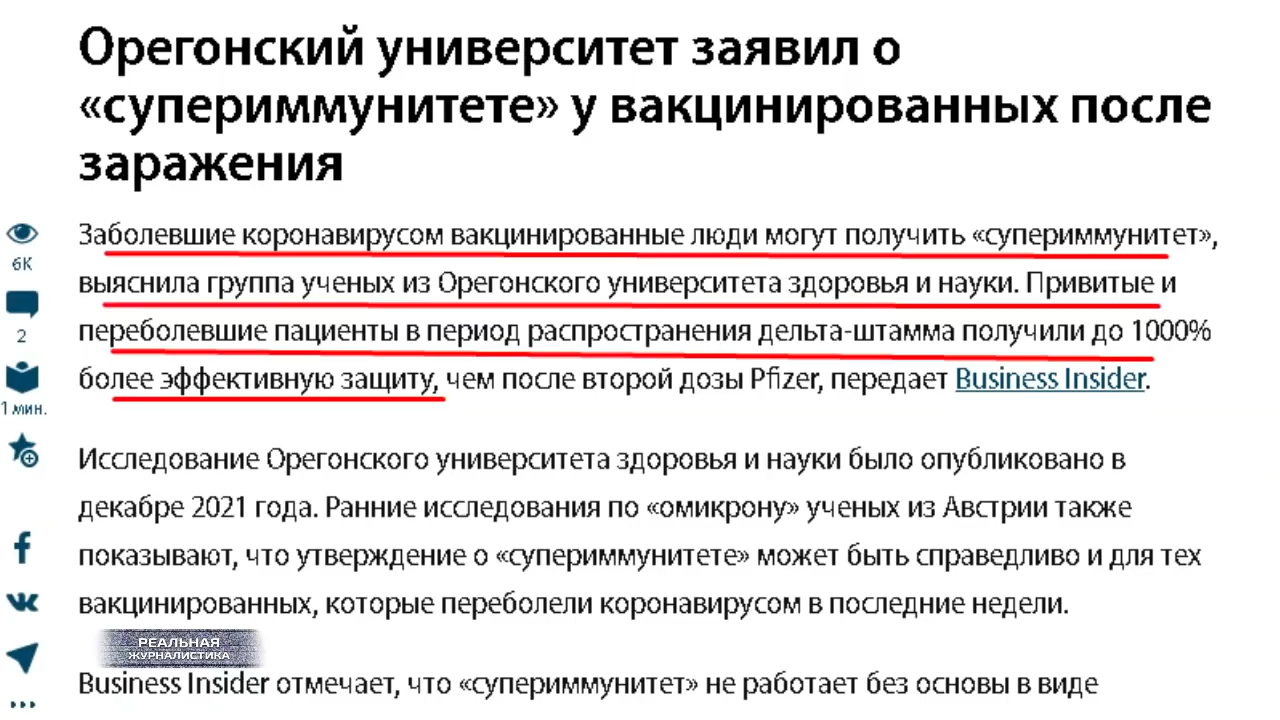 Орегонский университет заявил о
«супериммунитете» у вакцинированных после
заражения
Заболевшие коронавирусом вакцинированные люди могут получить «супериммунитет»,
6K
выяснила группа ученых из Орегонского университета здоровья и науки. Привитые и
переболевшие пациенты в период распространения дельта-штамма получили до 1000%
2
более эффективную защиту, чем после второй дозы Pfizer, передает Business Insider.
1 мин.
Исследование Орегонского университета здоровья и науки было опубликовано в
декабре 2021 года. Ранние исследования по «омикрону» ученых из Австрии также
показывают, что утверждение о «супериммунитете» может быть справедливо и для тех
вакцинированных, которые переболели коронавирусом в последние недели.
РЕАЛЬНАЯ
ЖУРНАЛИСТИКА
Business Insider отмечает, что «супериммунитет» не работает без основы в виде